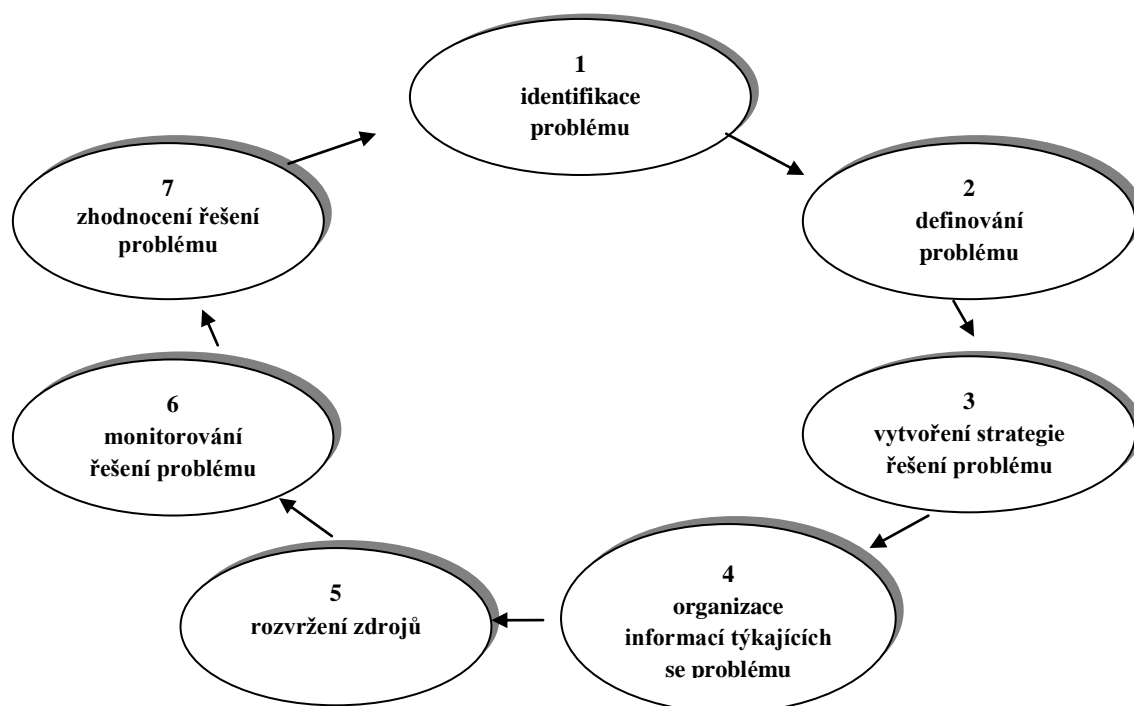 1
identifikace
problému
2
definování
problému
3
vytvoření strategie
řešení problému
4
organizace
informací týkajících
se problému
5
rozvržení zdrojů
6
monitorování
řešení problému
7
zhodnocení řešení
problému